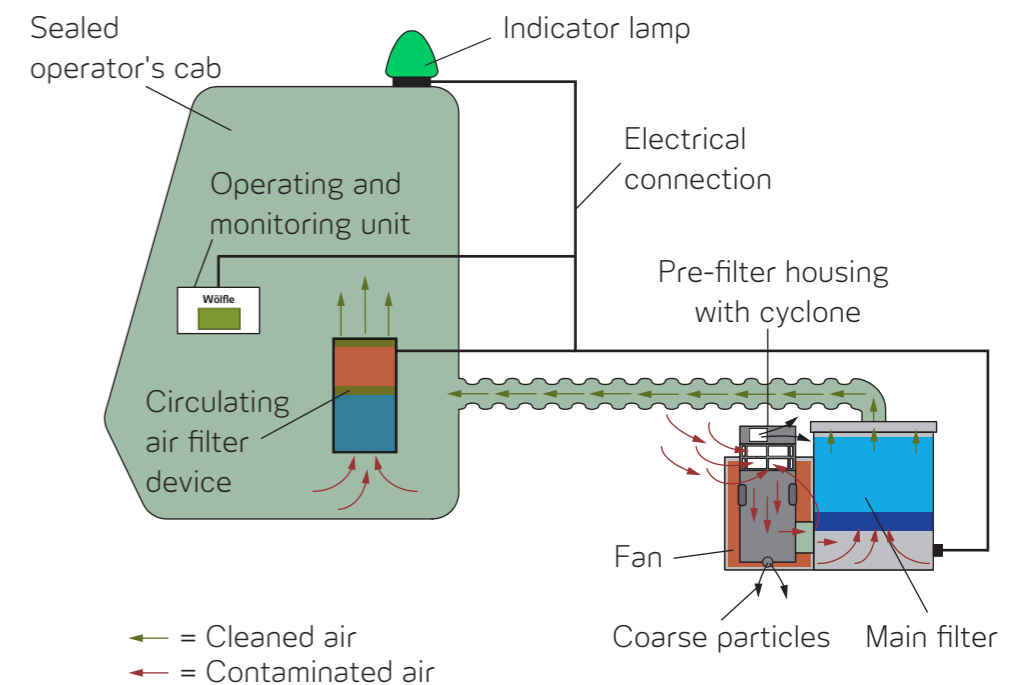 Sealed
operator's cab
Indicator lamp
Electrical
connection
Operating and
monitoring unit
Wölfle
Pre-filter housing
with cyclone
Circulating
air filter
device
Fan
Coarse particles
Main filter
= Cleaned air
= Contaminated air